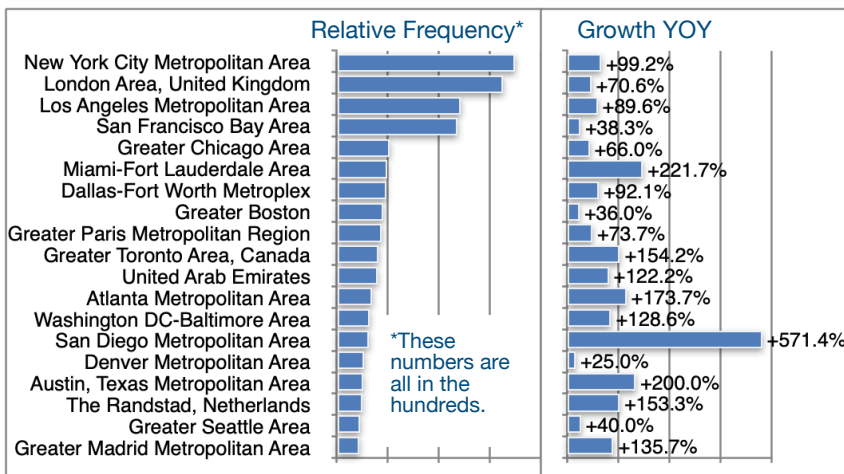 Relative Frequency* Growth YOY
New York City Metropolitan Area +99.2%
London Area, United Kingdom +70.6%
Los Angeles Metropolitan Area +89.6%
San Francisco Bay Area +38.3%
Greater Chicago Area +66.0%
Miami-Fort Lauderdale Area +221.7%
Dallas-Fort Worth Metroplex +92.1%
Greater Boston +36.0%
Greater Paris Metropolitan Region +73.7%
Greater Toronto Area, Canada +154.2%
United Arab Emirates +122.2%
Atlanta Metropolitan Area +173.7%
Washington DC-Baltimore Area +128.6%
San Diego Metropolitan Area +571.4%
Denver Metropolitan Area +25.0%
Austin, Texas Metropolitan Area +200.0%
The Randstad, Netherlands +153.3%
Greater Seattle Area +40.0%
Greater Madrid Metropolitan Area +135.7%
*These
numbers are
all in the
hundreds.